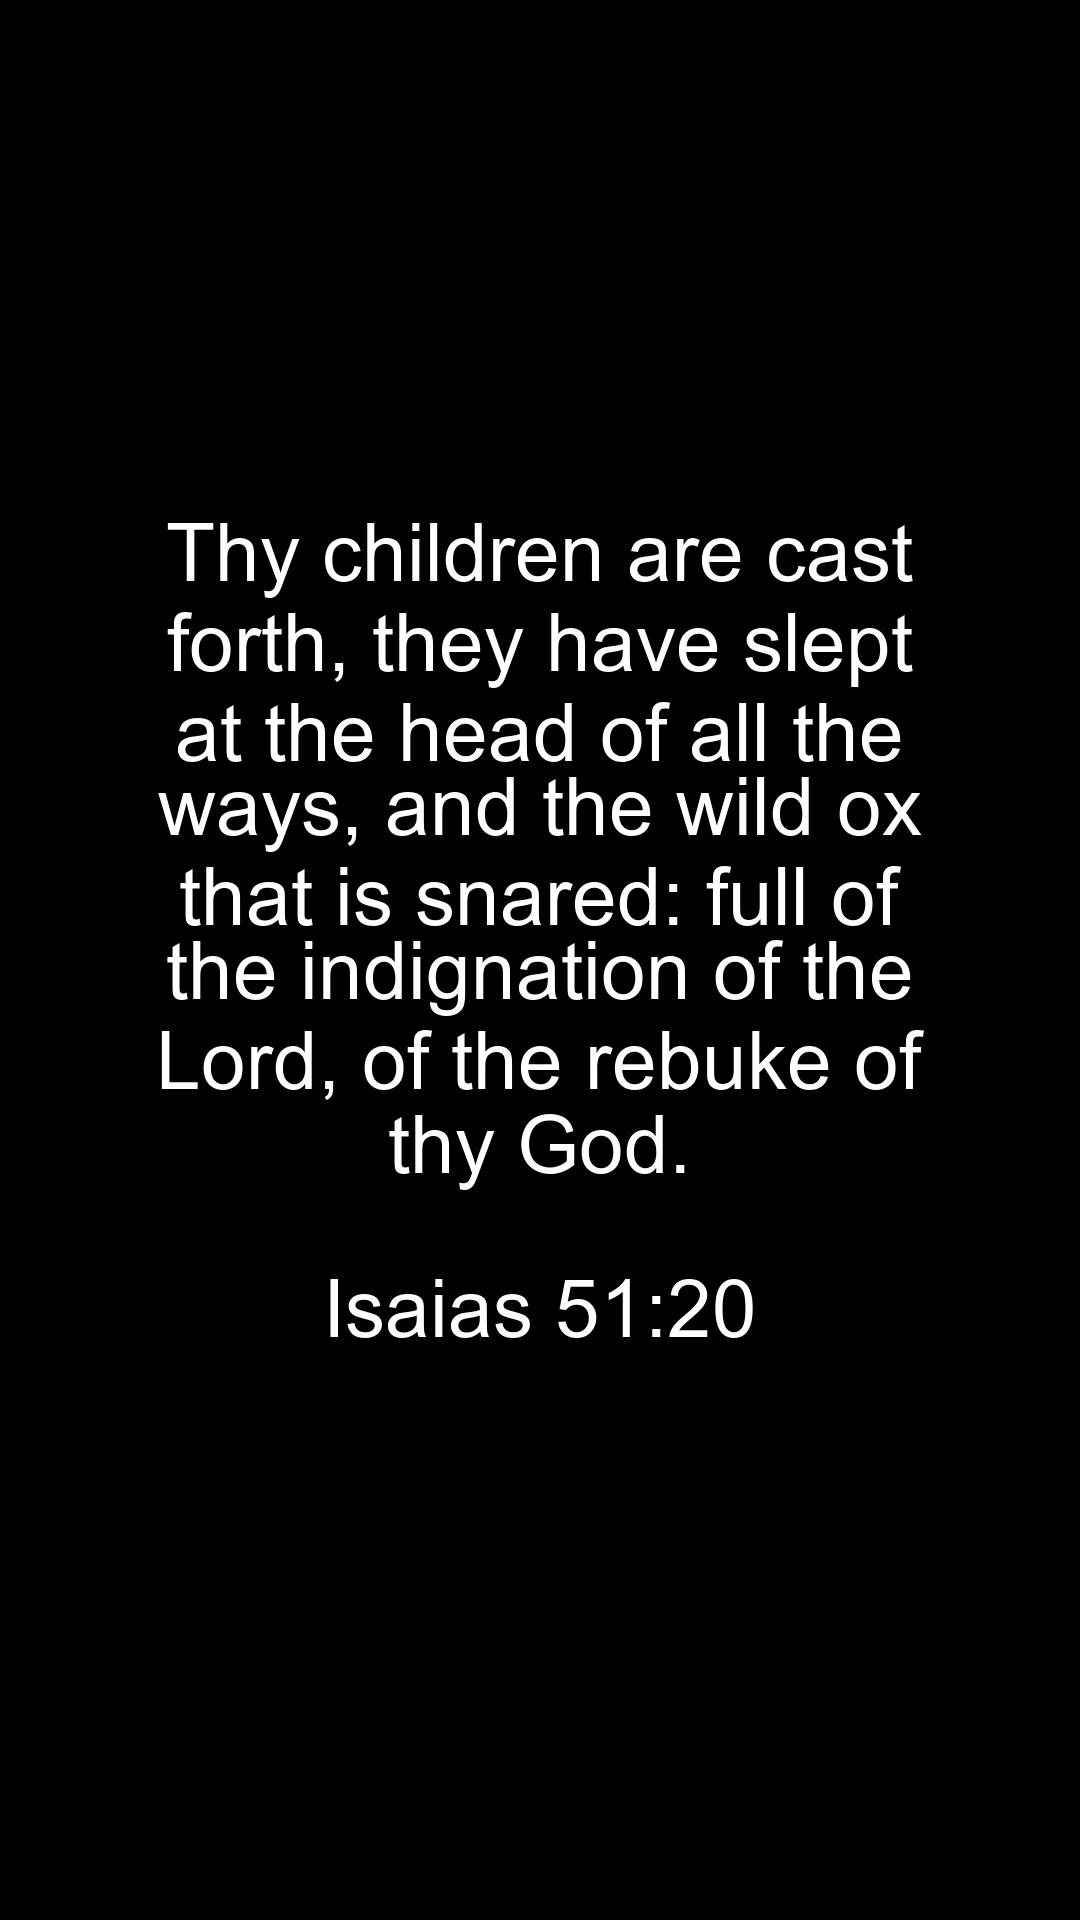 Thy children are cast
forth, they have slept
at the head of all the
ways, and the wild ox
that is snared: full of
the indignation of the
Lord, of the rebuke of
thy God.
Isaias 51:20